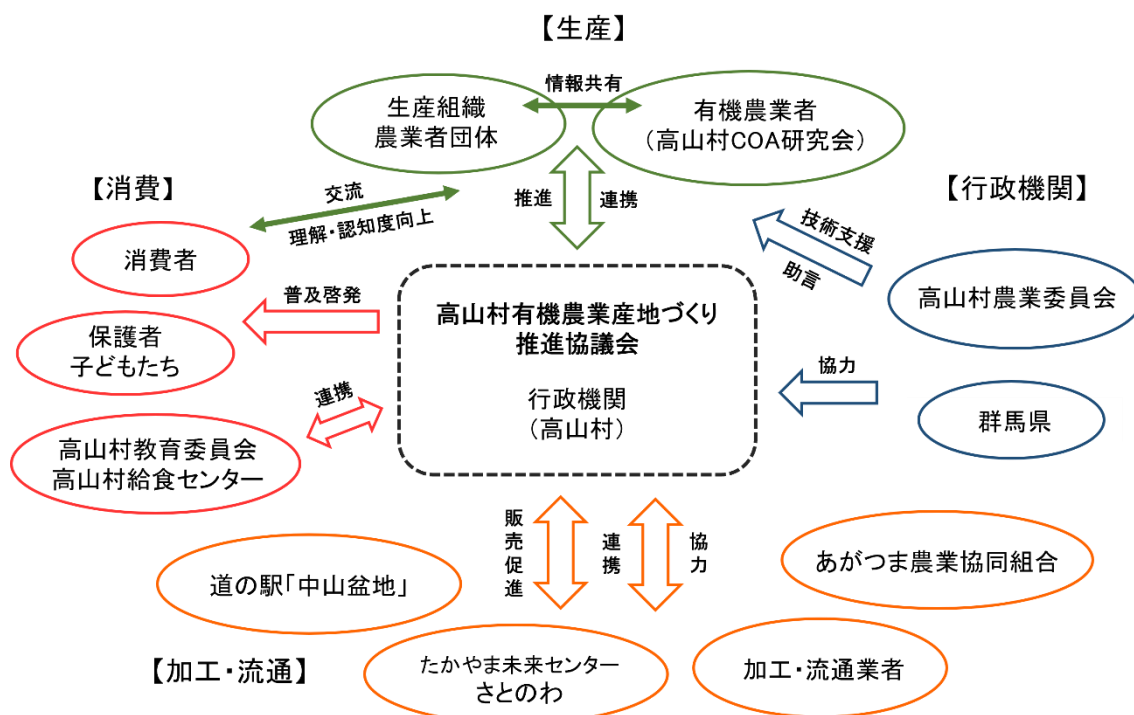 【生産】
情報共有
生産組織
農業者団体
有機農業者
（高山村COA研究会）
【消費】
交流
理解・認知度向上
推進
連携
【行政機関】
技術支援
助言
消費者
高山村農業委員会
普及啓発
保護者
子どもたち
高山村有機農業産地づくり
推進協議会
行政機関
（高山村）
協力
群馬県
連携
高山村教育委員会
高山村給食センター
販売促進
連携
協力
道の駅「中山盆地」
あがつま農業協同組合
【加工・流通】
たかやま未来センター
さとのわ
加工・流通業者